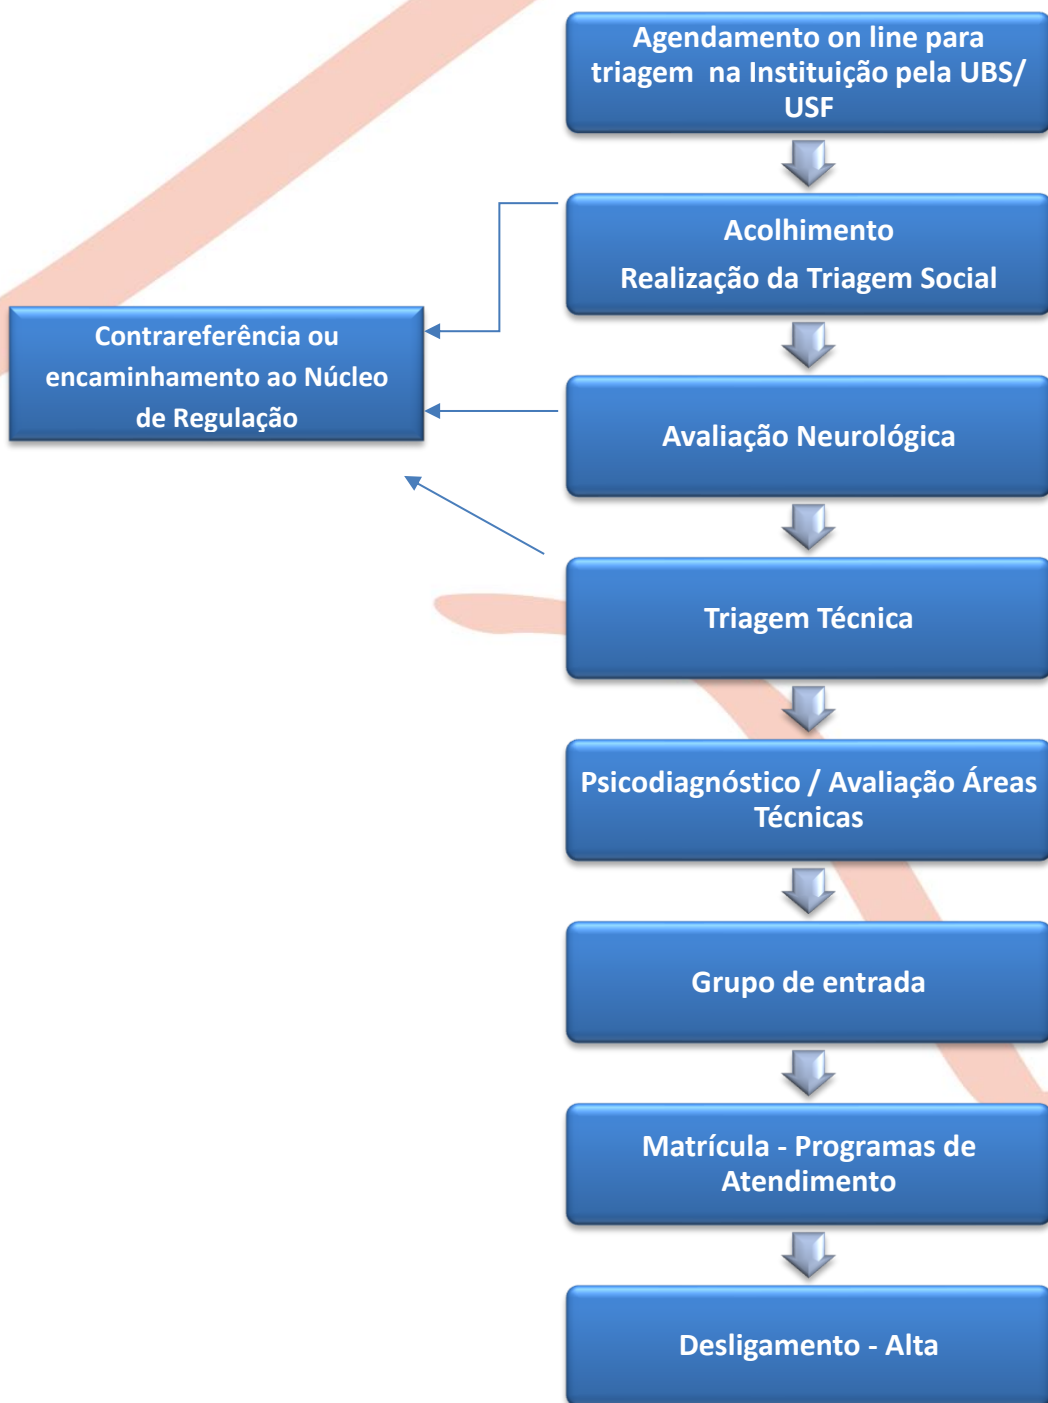 Agendamento on line para
triagem  na Instituição pela UBS/
USF
Acolhimento
Realização da Triagem Social
Contrareferência ou
encaminhamento ao Núcleo
de Regulação
Avaliação Neurológica
Triagem Técnica
Psicodiagnóstico / Avaliação Áreas
Técnicas
Grupo de entrada
Matrícula - Programas de
Atendimento
Desligamento - Alta